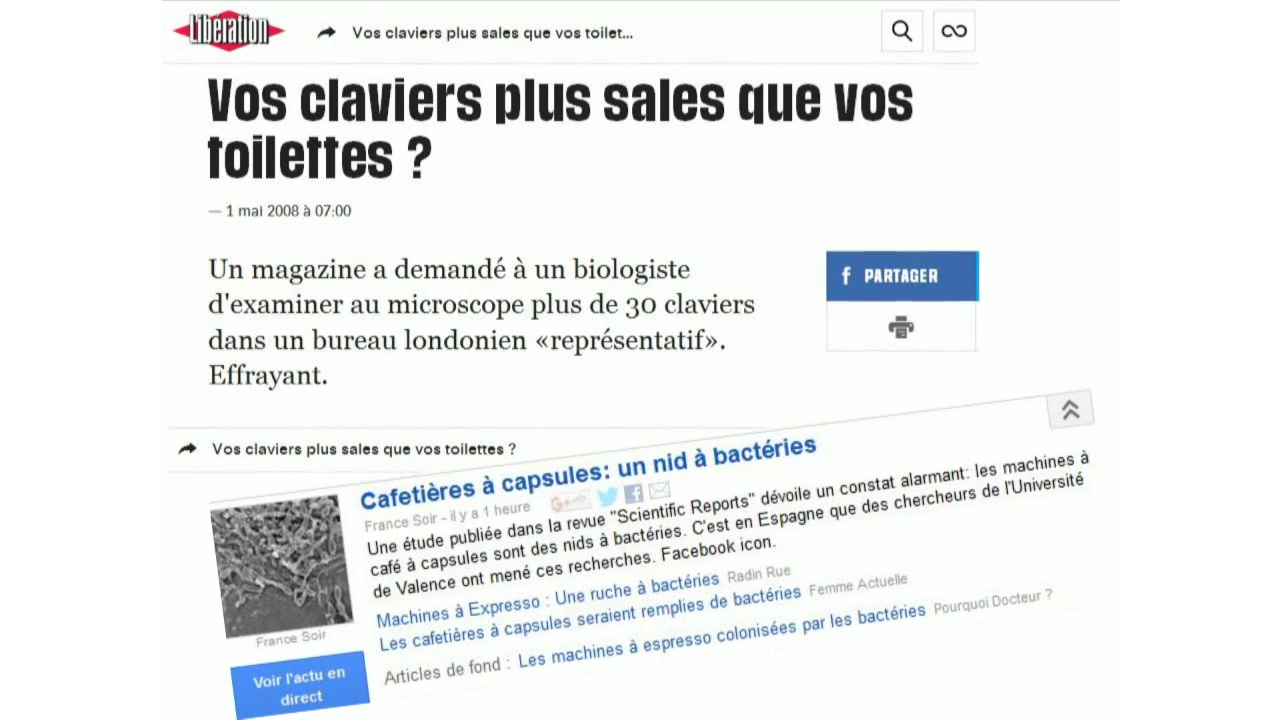 Libération
Vos claviers plus sales que vos toilet...
Vos claviers plus sales que vos
toilettes ?
— 1 mai 2008 à 07:00
Un magazine a demandé à un biologiste
d'examiner au microscope plus de 30 claviers
dans un bureau londonien «représentatif».
Effrayant.
f PARTAGER
Vos claviers plus sales que vos toilettes ?
Cafetières à capsules: un nid à bactéries
France Soir - il y a 1 heure
Une étude publiée dans la revue "Scientific Reports" dévoile un constat alarmant: les machines à
café à capsules sont des nids à bactéries. C'est en Espagne que des chercheurs de l'Université
de Valence ont mené ces recherches. Facebook icon.
Machines à Expresso : Une ruche à bactéries Radin Rue
Les cafetières à capsules seraient remplies de bactéries Femme Actuelle
Articles de fond : Les machines à espresso colonisées par les bactéries Pourquoi Docteur ?
France Soir
Voir l'actu en
direct